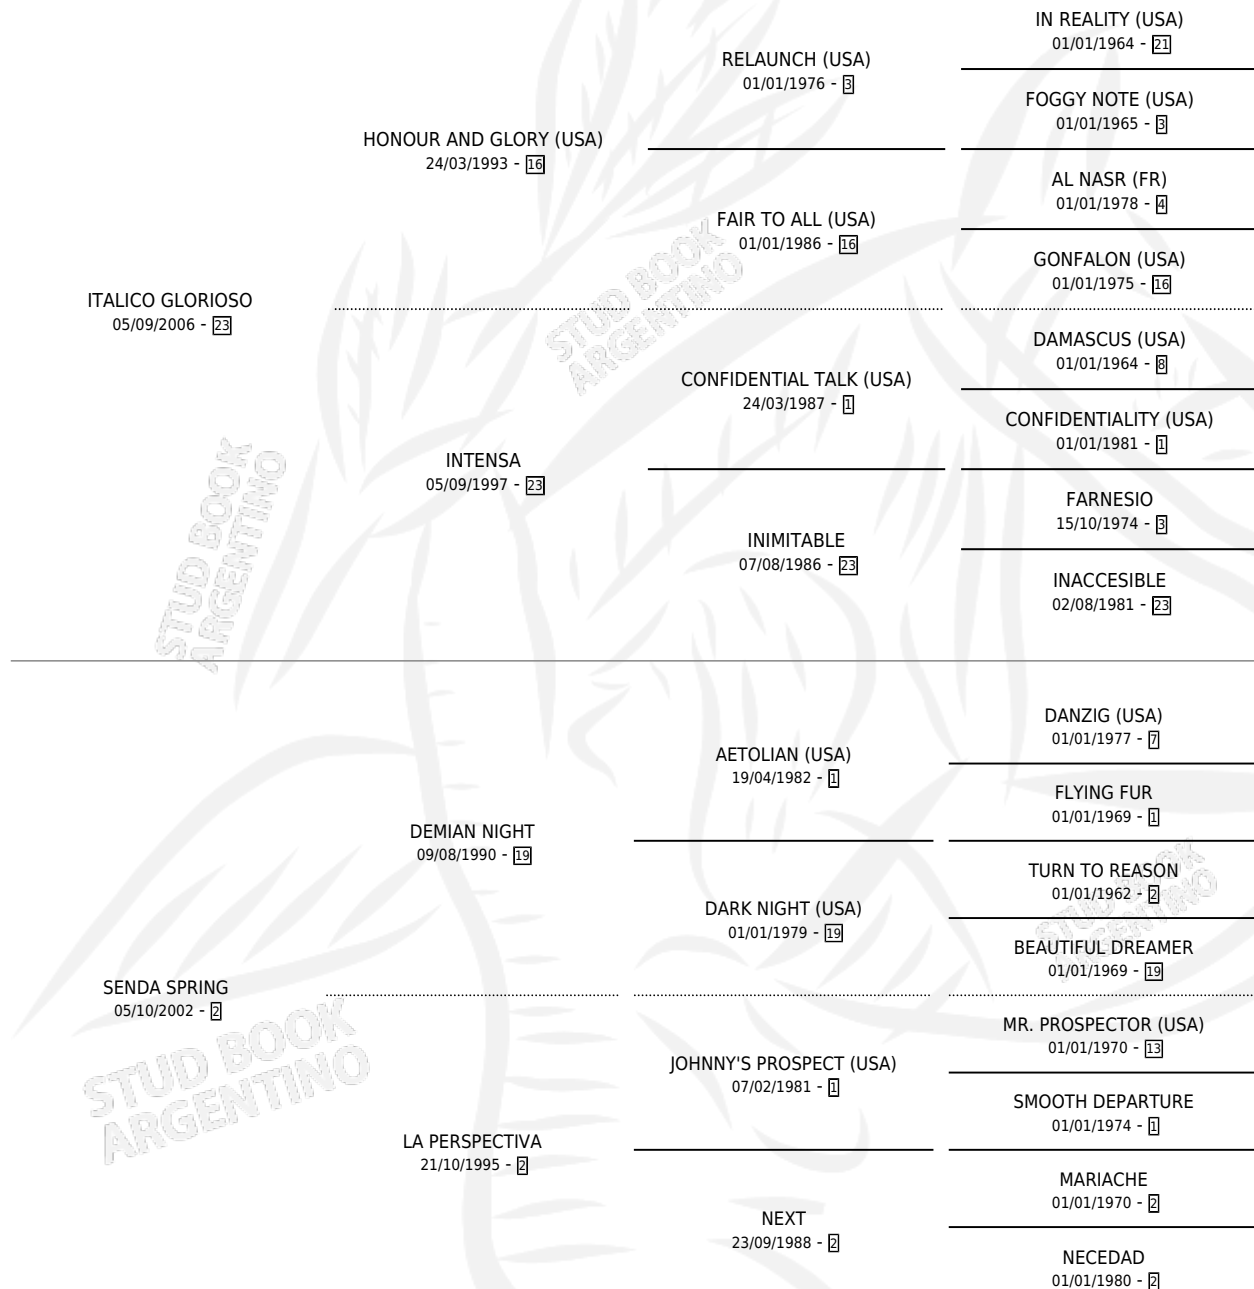 IN REALITY (USA)
01/01/1964 - 21
RELAUNCH (USA)
01/01/1976 - 3
FOGGY NOTE (USA)
01/01/1965 - 3
HONOUR AND GLORY (USA)
24/03/1993 - 16
AL NASR (FR)
01/01/1978 - 4
FAIR TO ALL (USA)
01/01/1986 - 16
GONFALON (USA)
01/01/1975 - 16
ITALICO GLORIOSO
05/09/2006 - 23
STUD BOOK
ARGENTINO
DAMASCUS (USA)
01/01/1964 - 8
CONFIDENTIAL TALK (USA)
24/03/1987 - 1
CONFIDENTIALITY (USA)
01/01/1981 - 1
INTENSA
05/09/1997 - 23
FARNESIO
15/10/1974 - 3
INIMITABLE
07/08/1986 - 23
INACCESIBLE
02/08/1981 - 23
STUD BOOK
ARGENTINO
DANZIG (USA)
01/01/1977 - 7
AETOLIAN (USA)
19/04/1982 - 1
FLYING FUR
01/01/1969 - 1
DEMIAN NIGHT
09/08/1990 - 19
TURN TO REASON
01/01/1962 - 2
DARK NIGHT (USA)
01/01/1979 - 19
STUD BOOK
ARGENTINO
BEAUTIFUL DREAMER
01/01/1969 - 19
SENDA SPRING
05/10/2002 - 2
MR. PROSPECTOR (USA)
01/01/1970 - 13
JOHNNY'S PROSPECT (USA)
07/02/1981 - 1
STUD BOOK
ARGENTINO
SMOOTH DEPARTURE
01/01/1974 - 1
LA PERSPECTIVA
21/10/1995 - 2
MARIACHE
01/01/1970 - 2
NEXT
23/09/1988 - 2
NECEDAD
01/01/1980 - 2